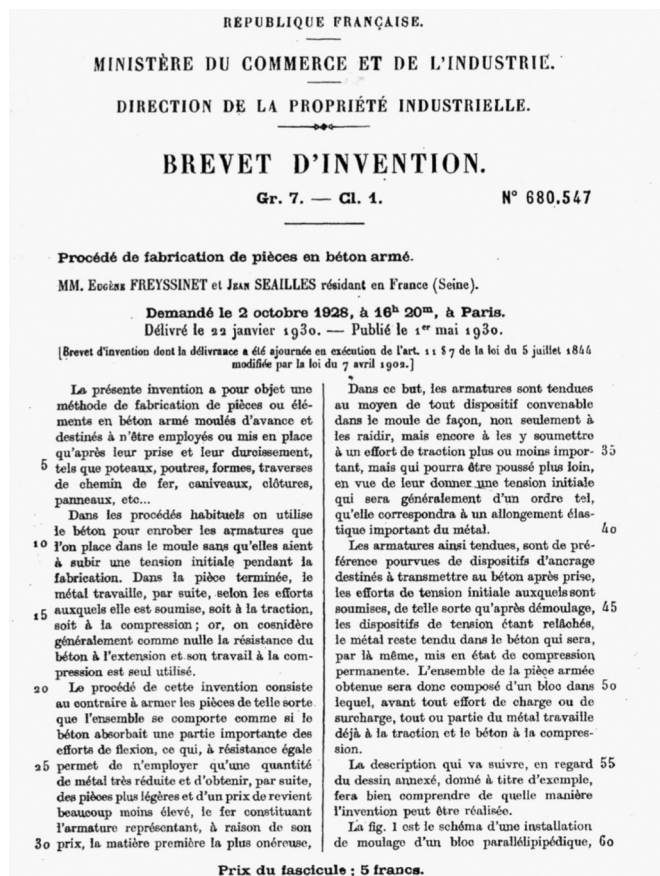 RÉPUBLIQUE FRANÇAISE.
MINISTÈRE DU COMMERCE ET DE L'INDUSTRIE.
DIRECTION DE LA PROPRIÉTÉ INDUSTRIELLE.
BREVET D'INVENTION.
Gr. 7. — Cl. 1. N° 680.547
Procédé de fabrication de pièces en béton armé.
MM. Eugène FREYSSINET et Jean SEAILLES résidant en France (Seine).
Demandé le 2 octobre 1928, à 16h 20m, à Paris.
Délivré le 22 janvier 1930. — Publié le 1er mai 1930.
[Brevet d'invention dont la délivrance a été ajournée en exécution de l'art. 11 § 7 de la loi du 5 juillet 1844
modifiée par la loi du 7 avril 1902.]
La présente invention a pour objet une
méthode de fabrication de pièces ou élé-
ments en béton armé moulés d'avance et
destinés à n'être employés ou mis en place
5 qu'après leur prise et leur durcissement,
tels que poteaux, poutres, formes, traverses
de chemin de fer, caniveaux, clôtures,
panneaux, etc...
Dans les procédés habituels on utilise
le béton pour enrober les armatures que
10 l'on place dans le moule sans qu'elles aient
à subir une tension initiale pendant la
fabrication. Dans la pièce terminée, le
métal travaille, par suite, selon les efforts
15 auxquels elle est soumise, soit à la traction,
soit à la compression ; or, on cosnidère
généralement comme nulle la résistance du
béton à l'extension et son travail à la com-
pression est seul utilisé.
20 Le procédé de cette invention consiste
au contraire à armer les pièces de telle sorte
que l'ensemble se comporte comme si le
béton absorbait une partie importante des
efforts de flexion, ce qui, à résistance égale
25 permet de n'employer qu'une quantité
de métal très réduite et d'obtenir, par suite,
des pièces plus légères et d'un prix de revient
beaucoup moins élevé, le fer constituant
l'armature représentant, à raison de son
30 prix, la matière première la plus onéreuse,
Dans ce but, les armatures sont tendues
au moyen de tout dispositif convenable
dans le moule de façon, non seulement à
les raidir, mais encore à les y soumettre
à un effort de traction plus ou moins impor- 35
tant, mais qui pourra être poussé plus loin,
en vue de leur donner une tension initiale
qui sera généralement d'un ordre tel,
qu'elle correspondra à un allongement élas-
tique important du métal. 40
Les armatures ainsi tendues, sont de pré-
férence pourvues de dispositifs d'ancrage
destinés à transmettre au béton après prise,
les efforts de tension initiale auxquels sont
soumises, de telle sorte qu'après démoulage, 45
les dispositifs de tension étant relâchés,
le métal reste tendu dans le béton qui sera,
par là même, mis en état de compression
permanente. L'ensemble de la pièce armée
obtenue sera donc composé d'un bloc dans 50
lequel, avant tout effort de charge ou de
surcharge, tout ou partie du métal travaille
déjà à la traction et le béton à la compres-
sion.
La description qui va suivre, en regard 55
du dessin annexé, donné à titre d'exemple,
fera bien comprendre de quelle manière
l'invention peut être réalisée.
La fig. 1 est le schéma d'une installation
de moulage d'un bloc parallélipipédique, 60
Prix du fascicule : 5 francs.